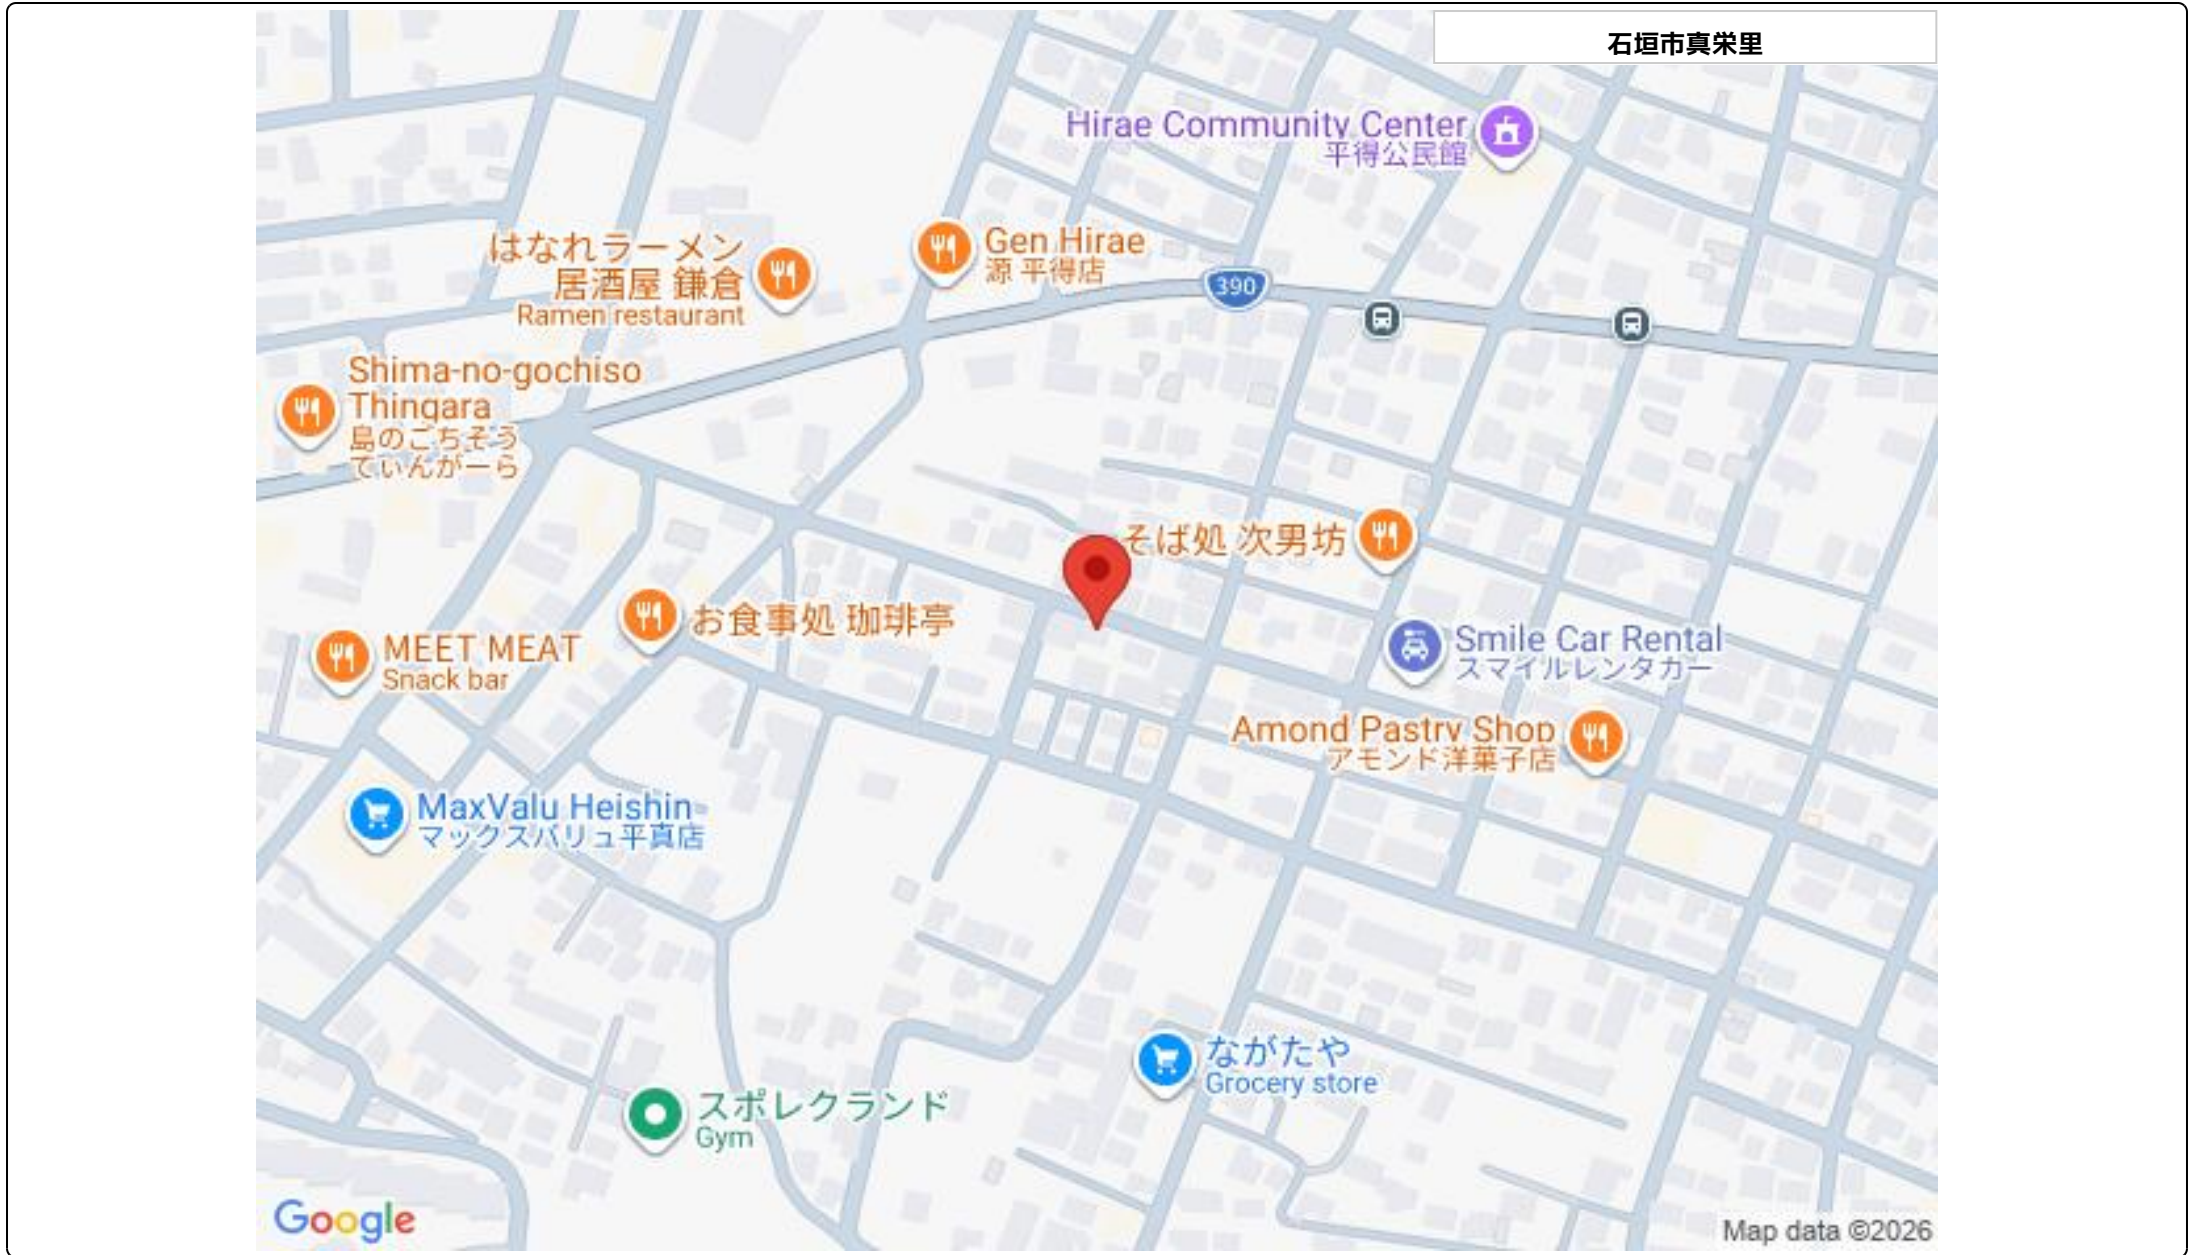 石垣市真栄里
Hirae Community Center
平得公民館
はなれラーメン
居酒屋 鎌倉
Ramen restaurant
Gen Hirae
源 平得店
390
Shima-no-gochiso
Thingara
島のごちそう
てぃんがーら
そば処 次男坊
お食事処 珈琲亭
MEET MEAT
Snack bar
Smile Car Rental
スマイルレンタカー
Amond Pastry Shop
アモンド洋菓子店
MaxValu Heishin
マックスバリュ平真店
ながたや
Grocery store
スポレクランド
Gym
Google
Map data ©2026